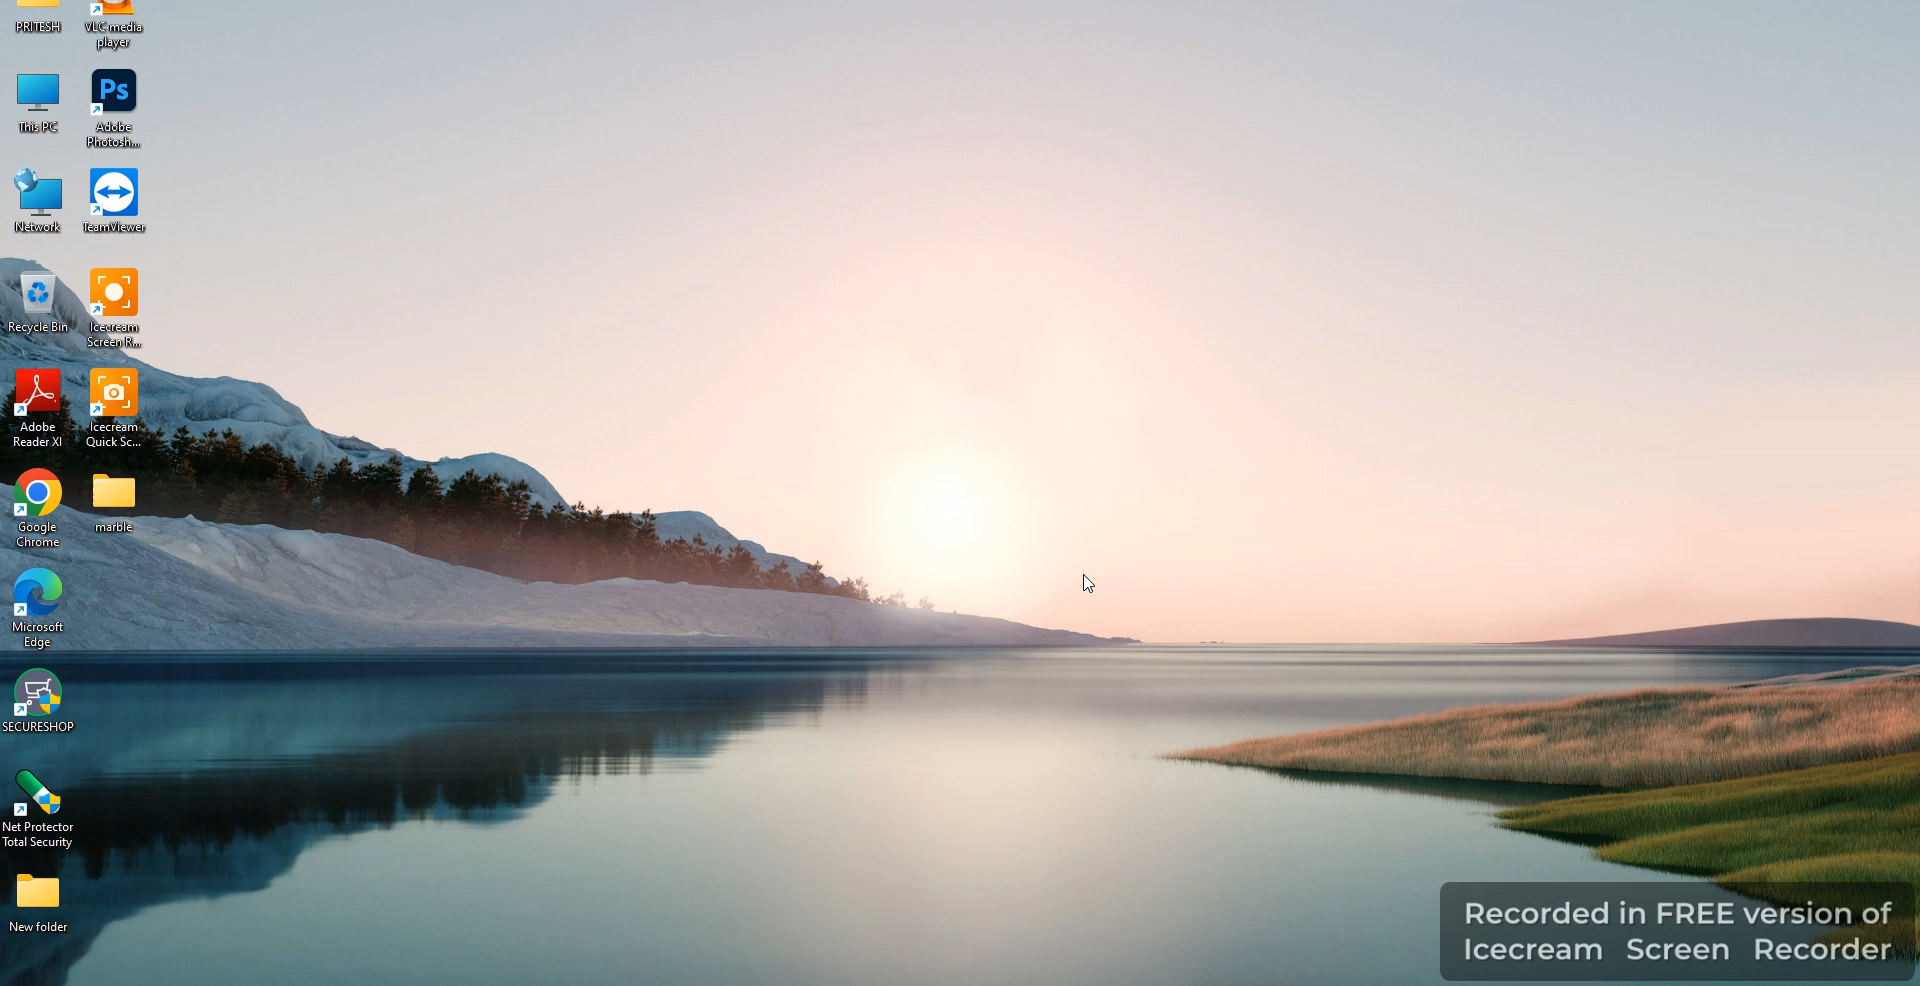 PRITESH
VLC media
player
This PC
Ps
Adobe
Photosh...
Network
TeamViewer
Recycle Bin
Icecream
Screen R...
Adobe
Reader XI
Icecream
Quick Sc...
Google
Chrome
marble
Microsoft
Edge
SECURESHOP
Net Protector
Total Security
New folder
Recorded in FREE version of
Icecream Screen Recorder